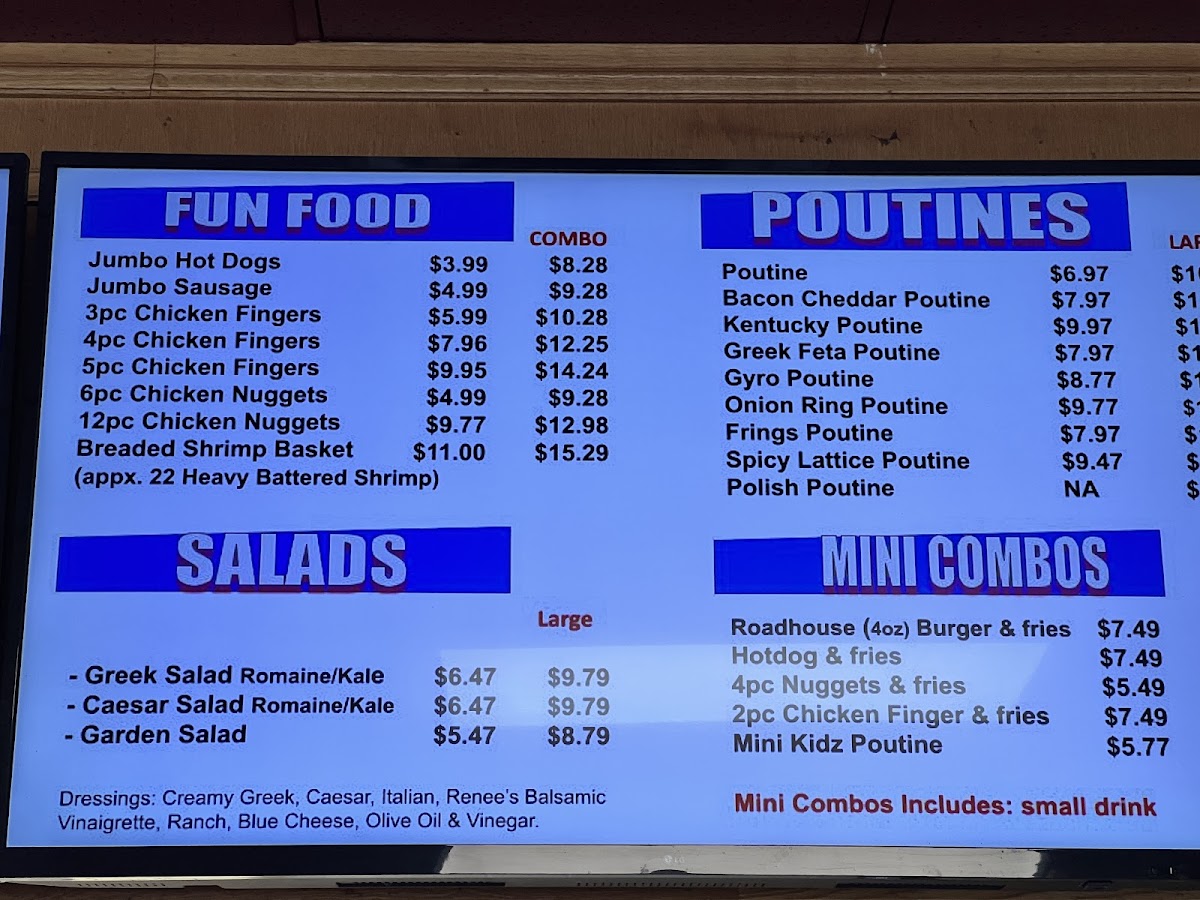 FUN FOOD
COMBO
Jumbo Hot Dogs $3.99 $8.28
Jumbo Sausage $4.99 $9.28
3pc Chicken Fingers $5.99 $10.28
4pc Chicken Fingers $7.96 $12.25
5pc Chicken Fingers $9.95 $14.24
6pc Chicken Nuggets $4.99 $9.28
12pc Chicken Nuggets $9.77 $12.98
Breaded Shrimp Basket $11.00 $15.29
(appx. 22 Heavy Battered Shrimp)
SALADS
Large
- Greek Salad Romaine/Kale $6.47 $9.79
- Caesar Salad Romaine/Kale $6.47 $9.79
- Garden Salad $5.47 $8.79
Dressings: Creamy Greek, Caesar, Italian, Renee's Balsamic
Vinaigrette, Ranch, Blue Cheese, Olive Oil & Vinegar.
POUTINES
Poutine $6.97
Bacon Cheddar Poutine $7.97
Kentucky Poutine $9.97
Greek Feta Poutine $7.97
Gyro Poutine $8.77
Onion Ring Poutine $9.77
Frings Poutine $7.97
Spicy Lattice Poutine $9.47
Polish Poutine NA
MINI COMBOS
Roadhouse (4oz) Burger & fries $7.49
Hotdog & fries $7.49
4pc Nuggets & fries $5.49
2pc Chicken Finger & fries $7.49
Mini Kidz Poutine $5.77
Mini Combos Includes: small drink
LG